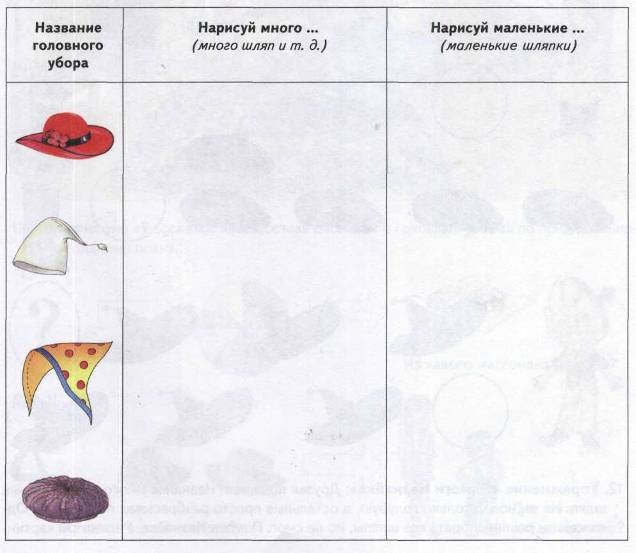 Название
головного
убора
Нарисуй много ...
(много шляп и т. д.)
Нарисуй маленькие ...
(маленькие шляпки)